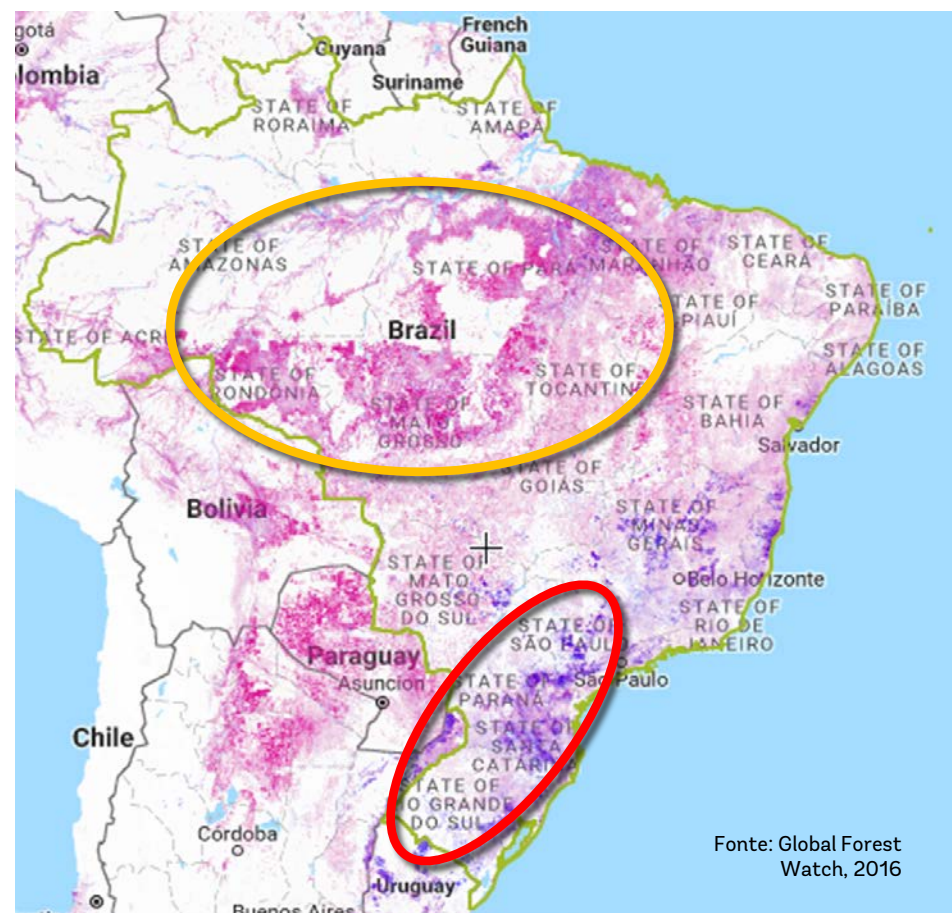 gotá
French
Guiana
Guyana
lombia
Suriname
STATE OF
RORAIMA
STATE OF
AMAPÁ
STATE OF
AMAZONAS
STATE OF PARÁ
STATE OF
MARANHÃO
STATE OF
CEARÁ
STATE OF
PIAUÍ
STATE OF
PARAÍBA
STATE OF ACRE
Brazil
STATE OF
ALAGOAS
STATE OF
RONDÔNIA
STATE OF
TOCANTINS
STATE OF
MATO
GROSSO
STATE OF
BAHIA
Salvador
STATE OF
GOIÁS
Bolivia
STATE OF
MINAS
GERAIS
STATE OF
MATO
GROSSO
DO SUL
Belo Horizonte
STATE OF
RIO DE
JANEIRO
STATE OF
SÃO PAULO
São Paulo
Paraguay
Asuncion
STATE OF
PARANÁ
Chile
STATE OF
SANTA
CATARINA
STATE OF
RIO GRANDE
DO SUL
Córdoba
Uruguay
Buenos Aires
Fonte: Global Forest
Watch, 2016